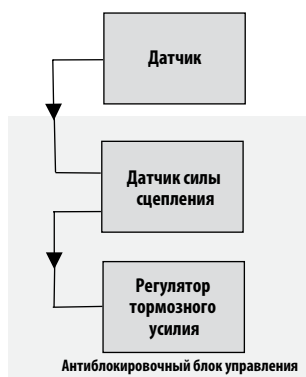 Датчик
Датчик силы
сцепления
Регулятор
тормозного
усилия
Антиблокировочный блок управления